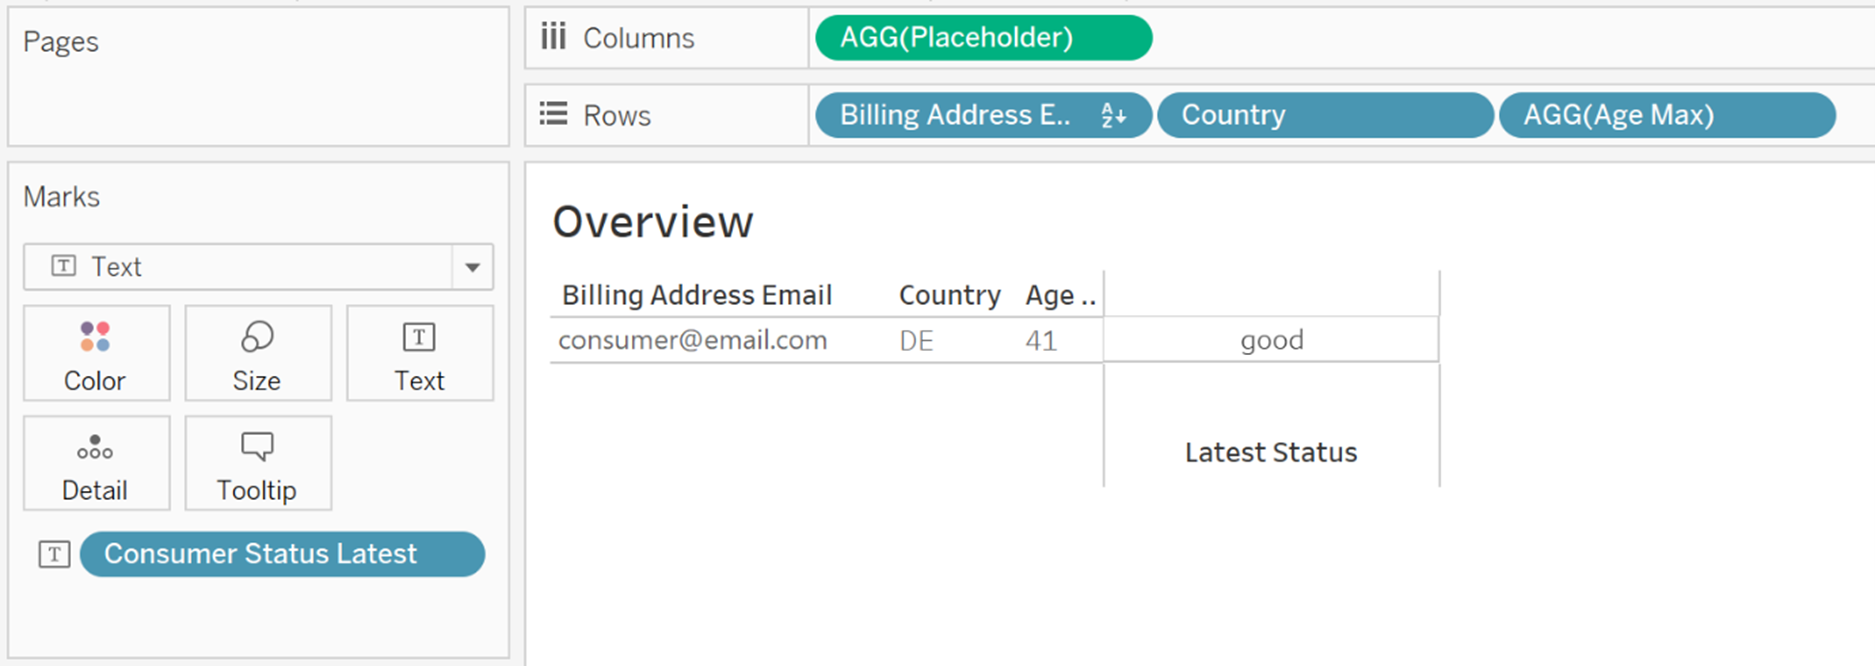 Pages
Columns AGG(Placeholder)
Rows Billing Address E.. Country AGG(Age Max)
Marks
Text
Color Size Text
Detail Tooltip
Consumer Status Latest
Overview
Billing Address Email Country Age ..
consumer@email.com DE 41 good
Latest Status